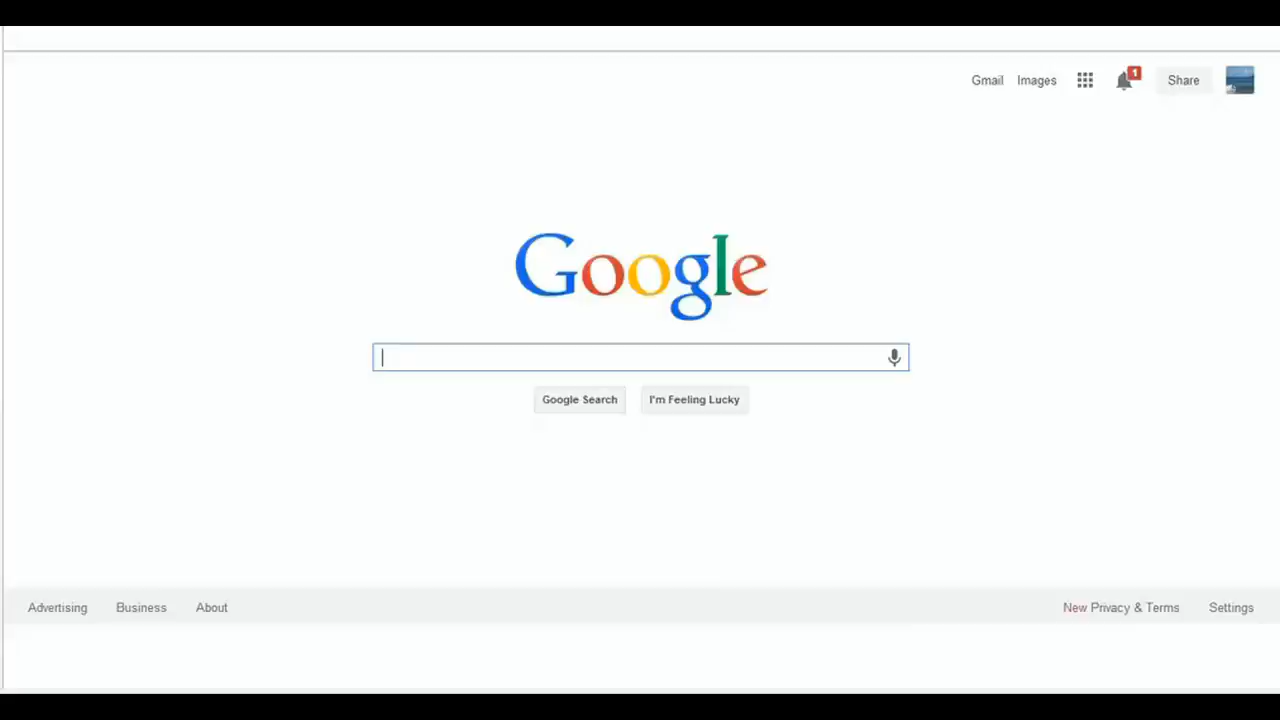 Gmail Images 1 Share
Google
Google Search I'm Feeling Lucky
Advertising Business About New Privacy & Terms Settings